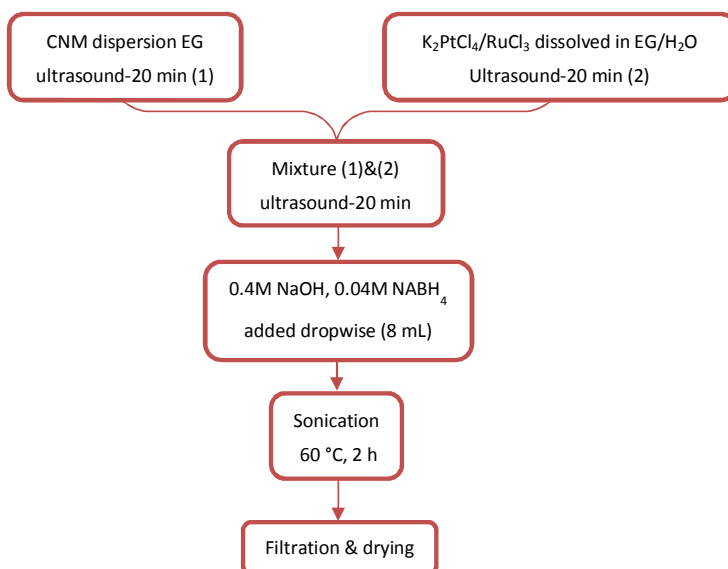 CNM dispersion EG
ultrasound-20 min (1)
K₂PtCl₄/RuCl₃ dissolved in EG/H₂O
Ultrasound-20 min (2)
Mixture (1)&(2)
ultrasound-20 min
0.4M NaOH, 0.04M NABH₄
added dropwise (8 mL)
Sonication
60 °C, 2 h
Filtration & drying